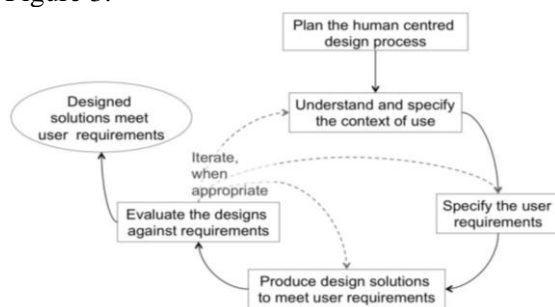 Figure 3.
Plan the human centred
design process
Designed
solutions meet
user requirements
Understand and specify
the context of use
Iterate,
when
appropriate
Evaluate the designs
against requirements
Specify the user
requirements
Produce design solutions
to meet user requirements